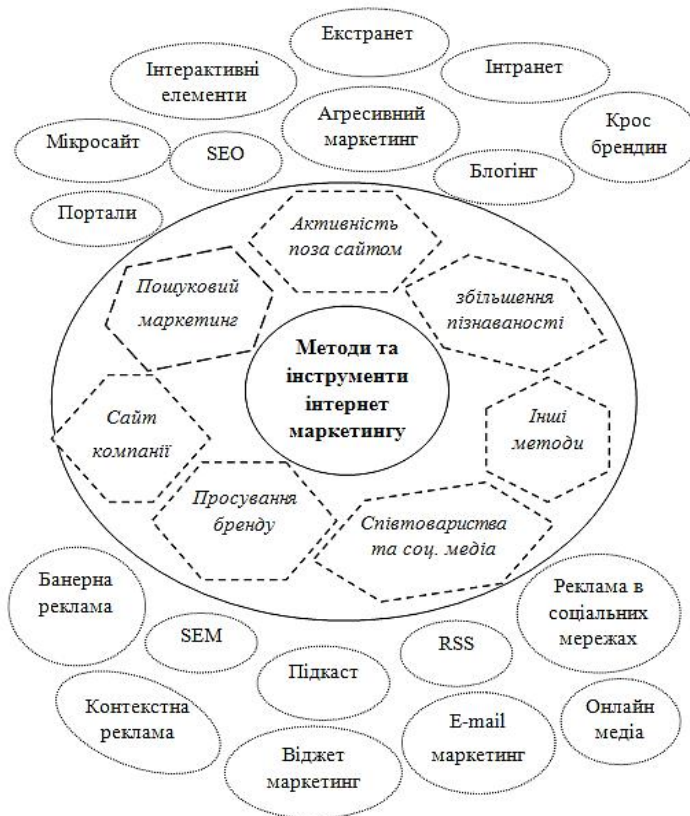 Екстранет
Інтерактивні
елементи
Інтранет
Агресивний
маркетинг
Крос
брендин
Мікросайт
SEO
Блогінг
Портали
Активність
поза сайтом
Пошуковий
маркетинг
збільшення
пізнаваності
Методи та
інструменти
інтернет
маркетингу
Сайт
компанії
Інші
методи
Просування
бренду
Співтовариства
та соц. медіа
Банерна
реклама
Реклама в
соціальних
мережах
SEM
RSS
Підкаст
Контекстна
реклама
E-mail
маркетинг
Онлайн
медіа
Віджет
маркетинг